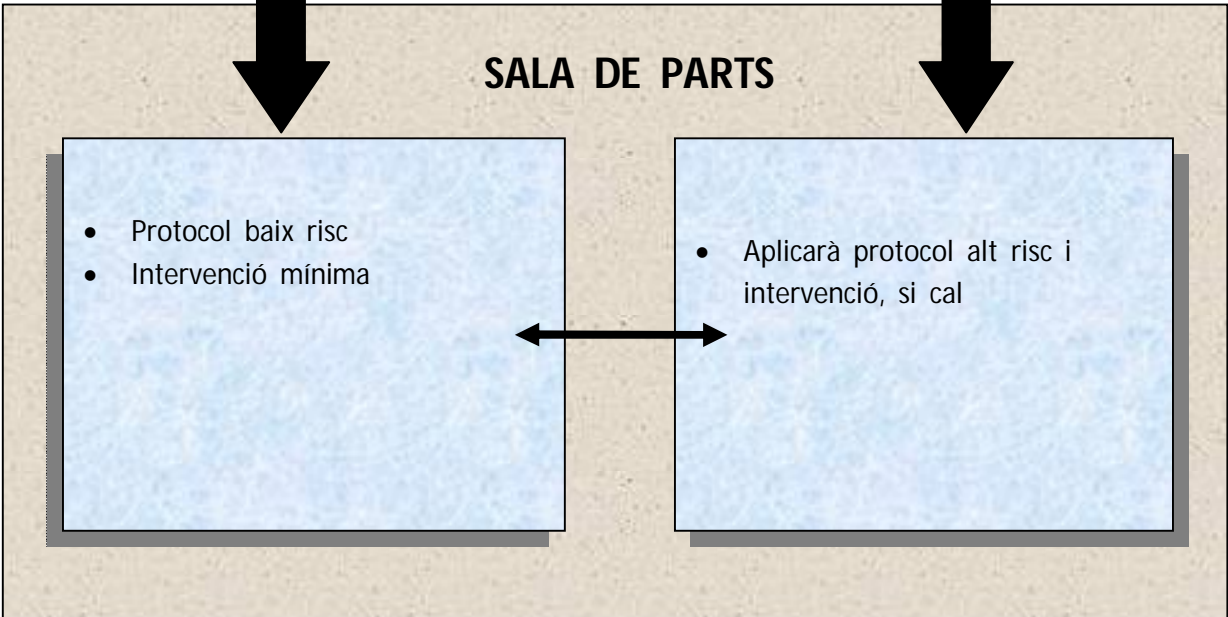 SALA DE PARTS
• Protocol baix risc
• Intervenció mínima
• Aplicarà protocol alt risc i
intervenció, si cal